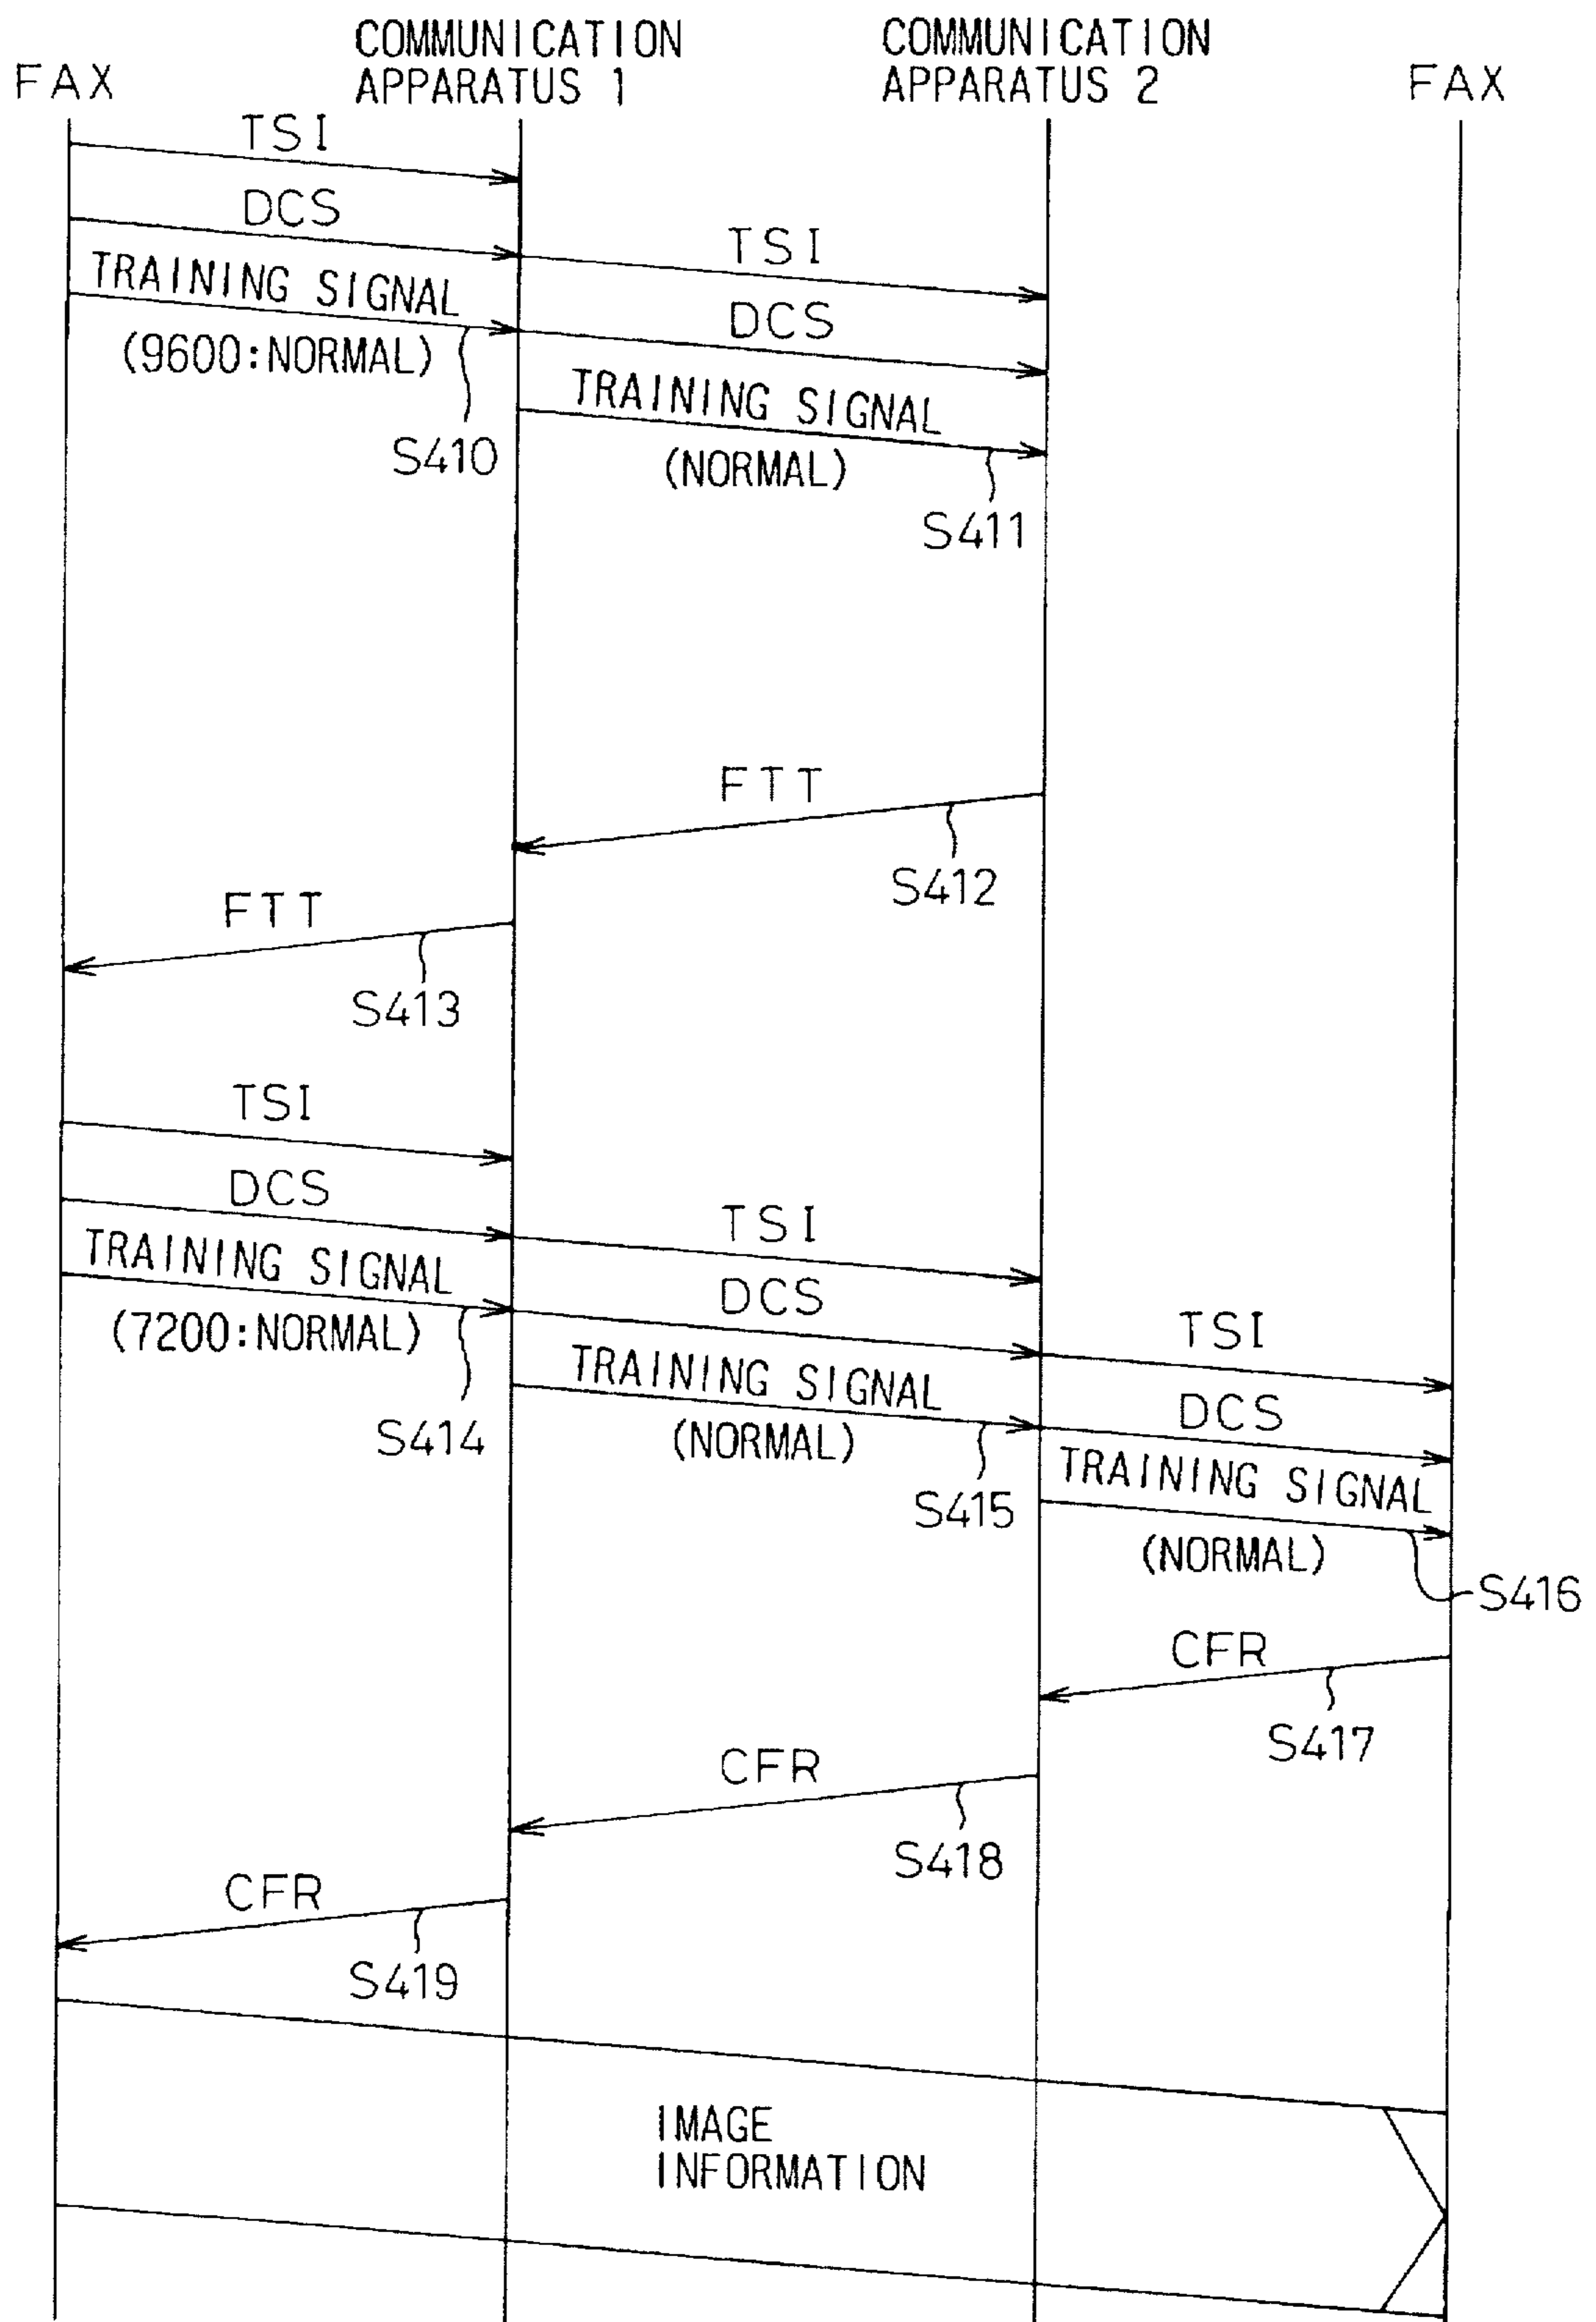 COMMUNICATION
APPARATUS 1
COMMUNICATION
APPARATUS 2
FAX
FAX
TSI
DCS
TSI
TRAINING SIGNAL
(9600:NORMAL)
DCS
S410
TRAINING SIGNAL
(NORMAL)
S411
FTT
S412
FTT
S413
TSI
DCS
TSI
TRAINING SIGNAL
(7200:NORMAL)
DCS
TSI
S414
TRAINING SIGNAL
(NORMAL)
DCS
S415
TRAINING SIGNAL
(NORMAL)
S416
CFR
S417
CFR
S418
CFR
S419
IMAGE
INFORMATION